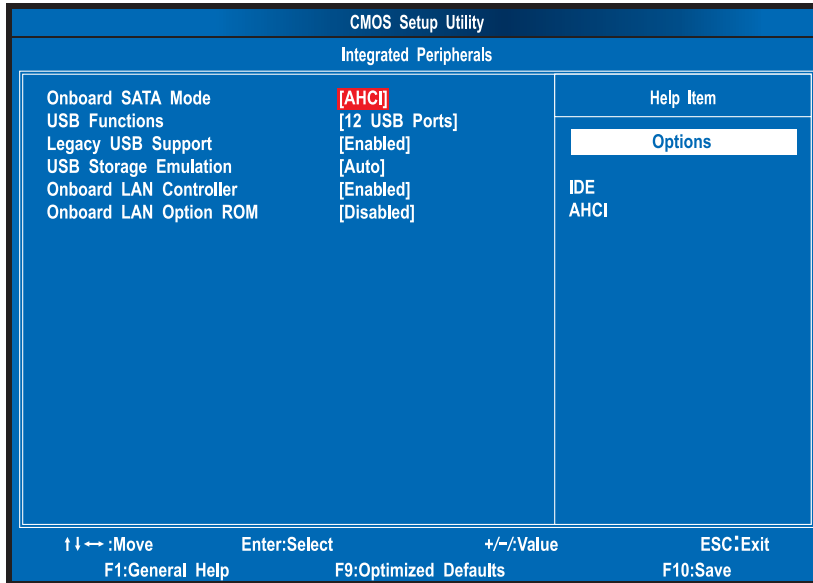 CMOS Setup Utility
Integrated Peripherals
Onboard SATA Mode [AHCI]
USB Functions [12 USB Ports]
Legacy USB Support [Enabled]
USB Storage Emulation [Auto]
Onboard LAN Controller [Enabled]
Onboard LAN Option ROM [Disabled]
Help Item
Options
IDE
AHCI
↑↓↔:Move Enter:Select +/-/:Value ESC:Exit
F1:General Help F9:Optimized Defaults F10:Save